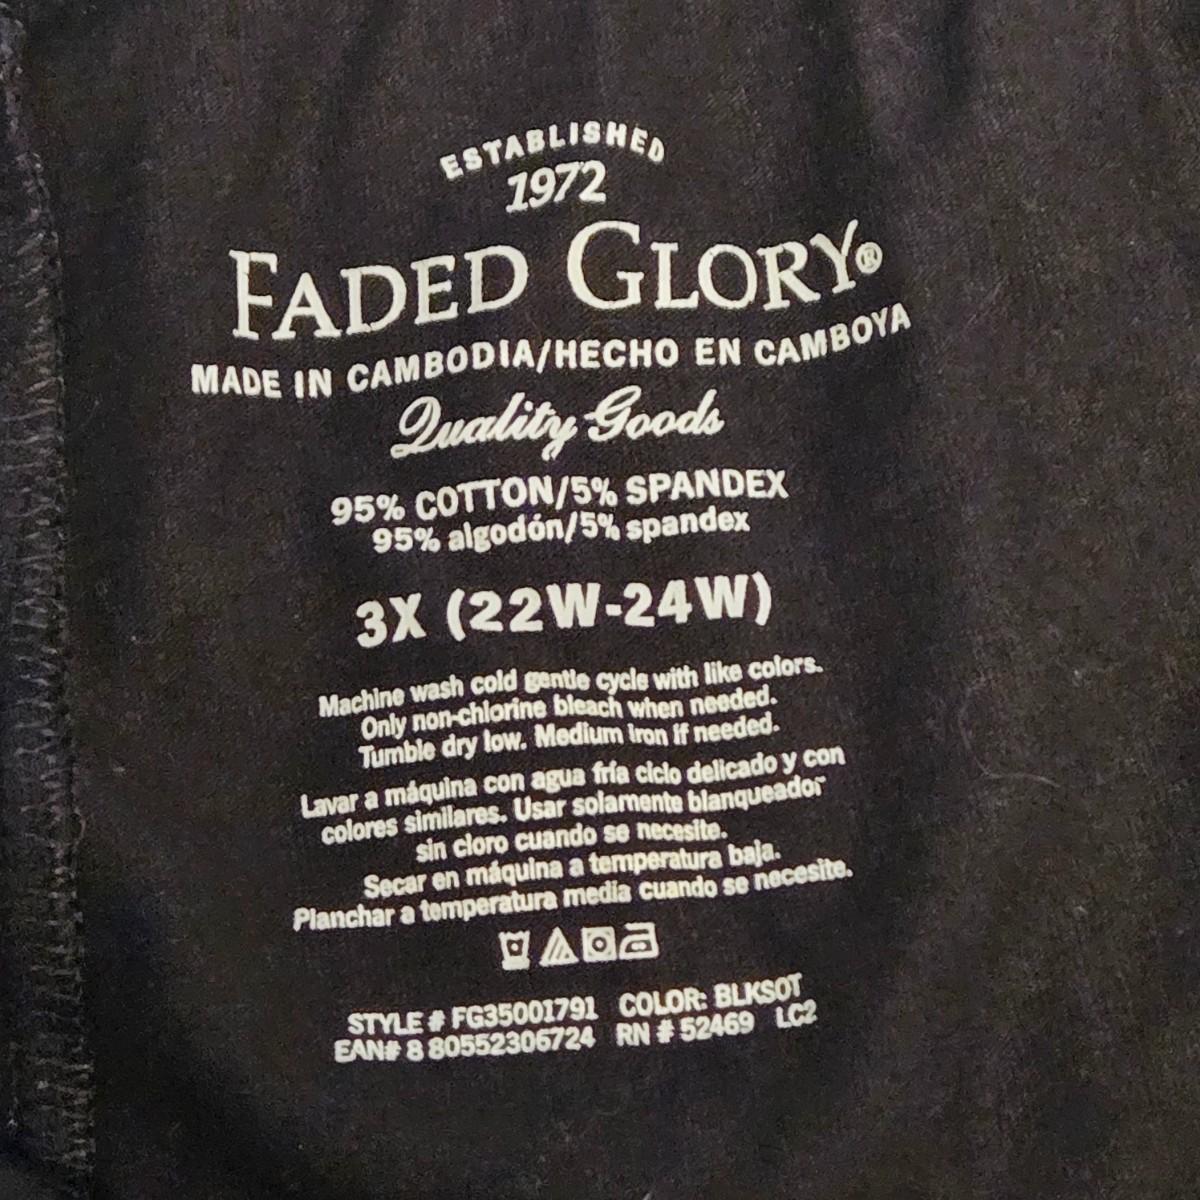 ESTABLISHED
1972
FADED GLORY®
MADE IN CAMBODIA/HECHO EN CAMBOYA
Quality Goods
95% COTTON/5% SPANDEX
95% algodón/5% spandex
3X (22W-24W)
Machine wash cold gentle cycle with like colors.
Only non-chlorine bleach when needed.
Tumble dry low. Medium iron if needed.
Lavar a máquina con agua fría ciclo delicado y con
colores similares. Usar solamente blanqueador
sin cloro cuando se necesite.
Secar en máquina a temperatura baja.
Planchar a temperatura media cuando se necesite.
STYLE # FG35001791 COLOR: BLKSOT
EAN# 8 80552306724 RN # 52469 LC2